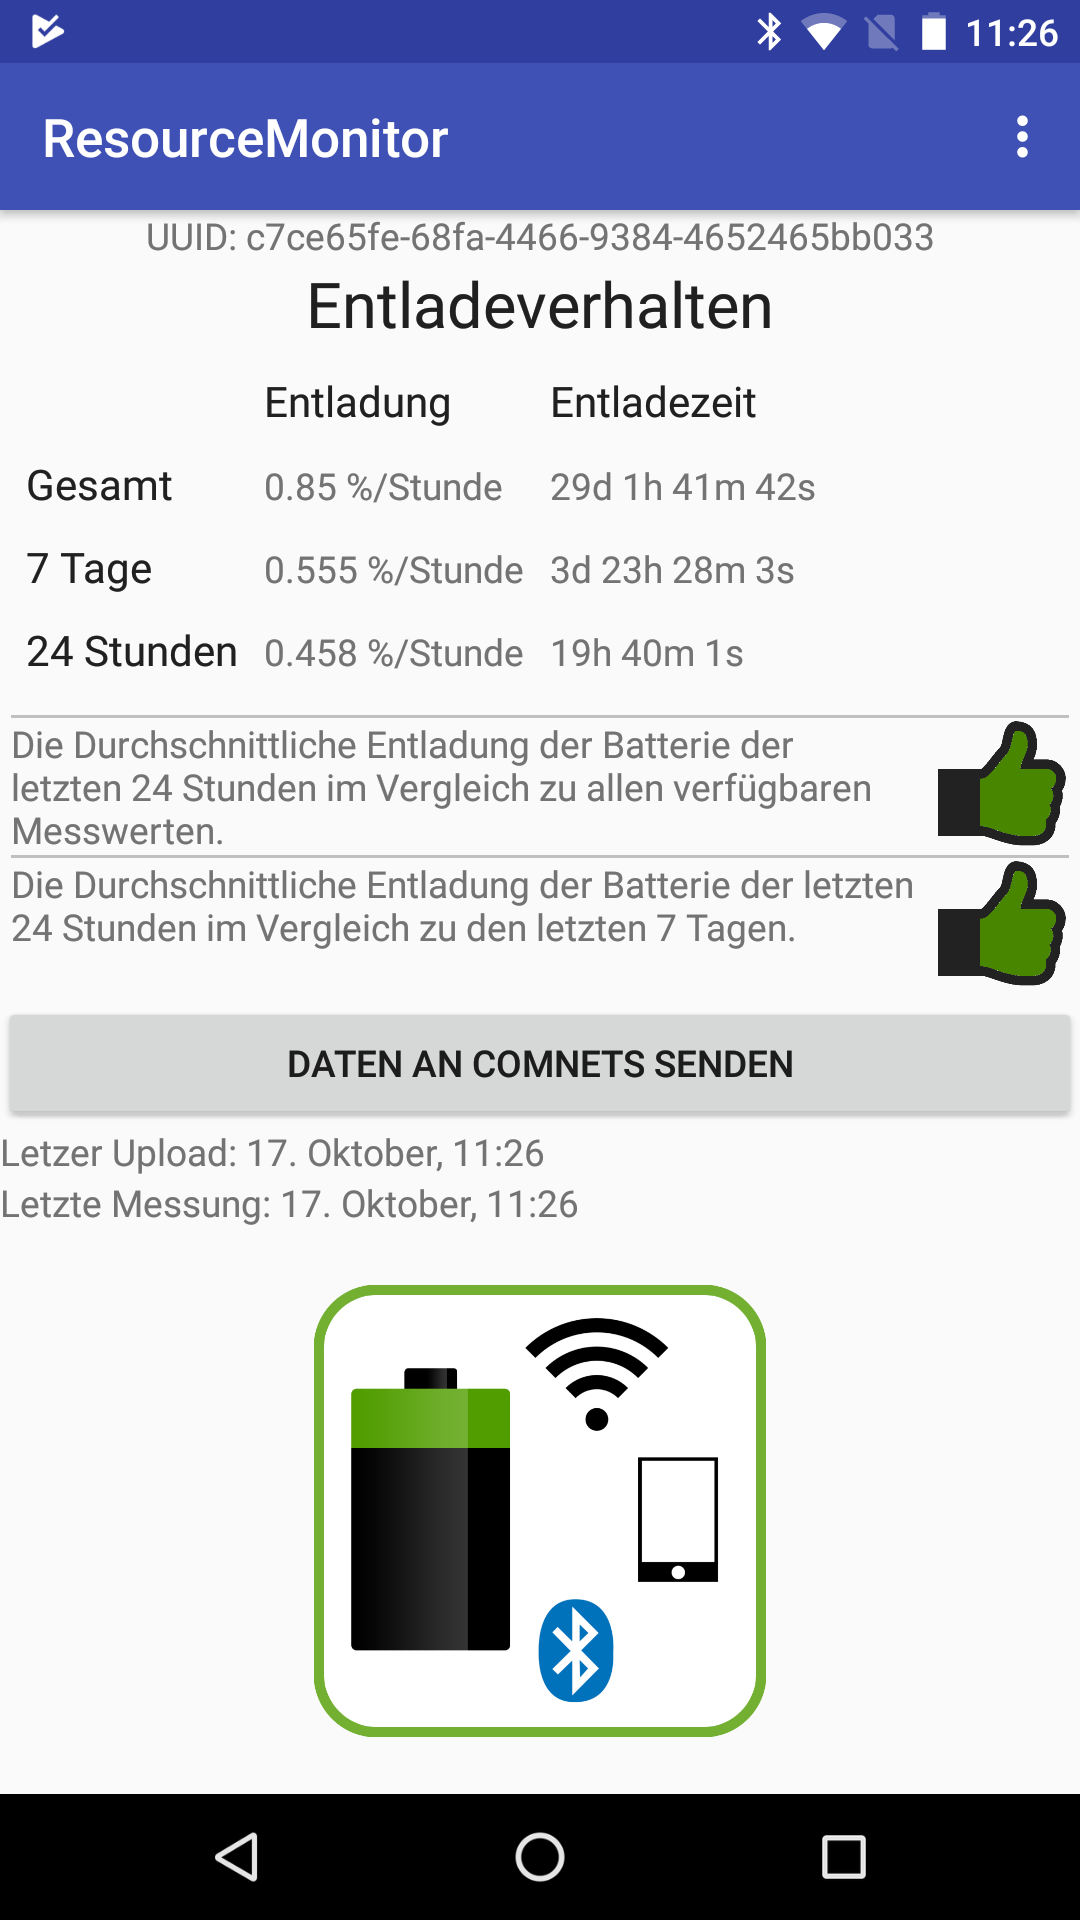 11:26
ResourceMonitor
UUID: c7ce65fe-68fa-4466-9384-4652465bb033
Entladeverhalten
Entladung Entladezeit
Gesamt 0.85 %/Stunde 29d 1h 41m 42s
7 Tage 0.555 %/Stunde 3d 23h 28m 3s
24 Stunden 0.458 %/Stunde 19h 40m 1s
Die Durchschnittliche Entladung der Batterie der
letzten 24 Stunden im Vergleich zu allen verfügbaren
Messwerten.
Die Durchschnittliche Entladung der Batterie der letzten
24 Stunden im Vergleich zu den letzten 7 Tagen.
DATEN AN COMNETS SENDEN
Letzer Upload: 17. Oktober, 11:26
Letzte Messung: 17. Oktober, 11:26